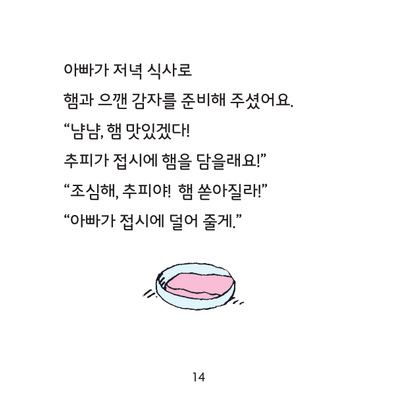 아빠가 저녁 식사로
햄과 으깬 감자를 준비해 주셨어요.
“냠냠, 햄 맛있겠다!
추피가 접시에 햄을 담을래요!”
“조심해, 추피야! 햄 쏟아질라!”
“아빠가 접시에 덜어 줄게.”
14